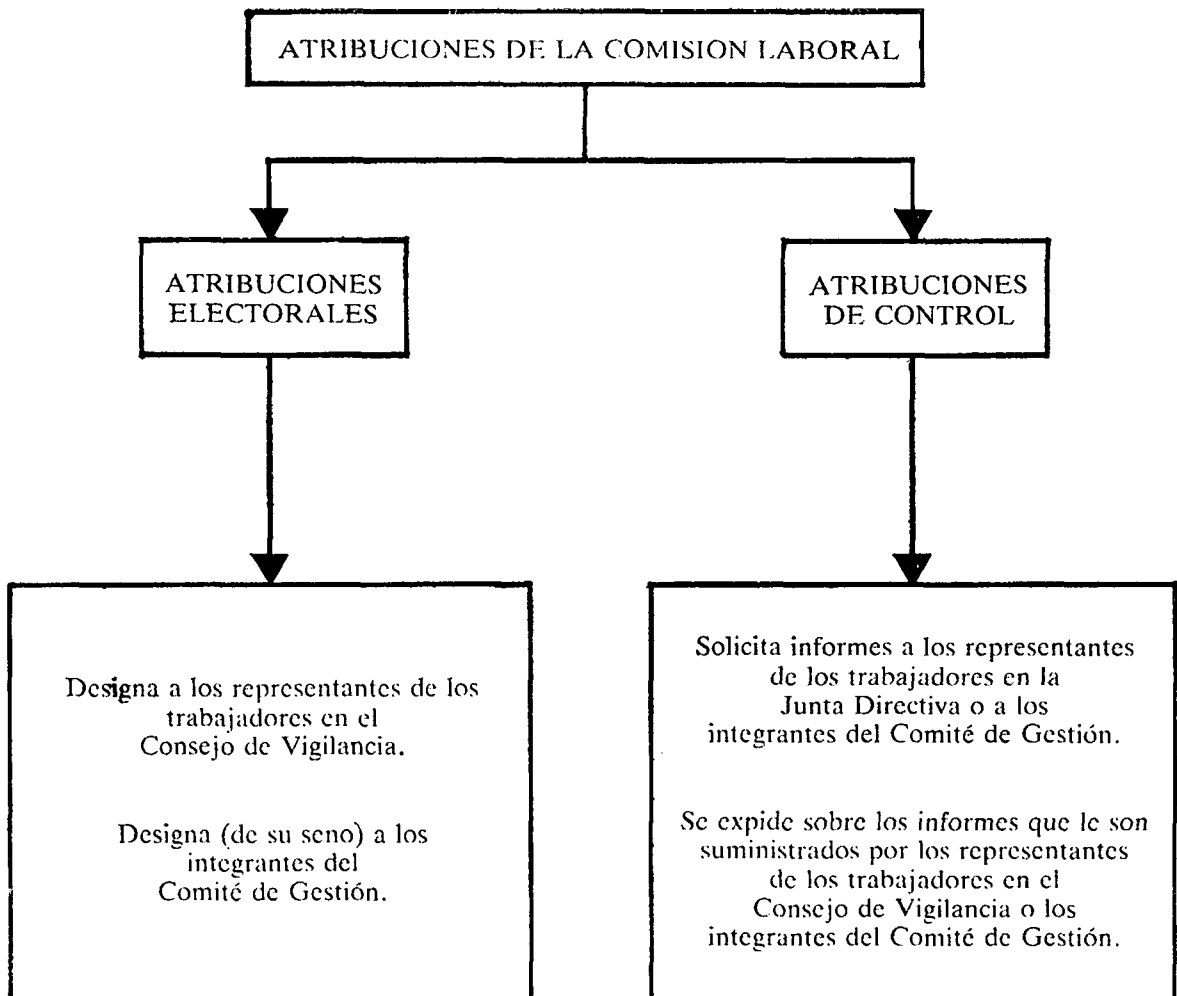 ATRIBUCIONES DE LA COMISION LABORAL
ATRIBUCIONES
ELECTORALES
ATRIBUCIONES
DE CONTROL
Designa a los representantes de los
trabajadores en el
Consejo de Vigilancia.
Designa (de su seno) a los
integrantes del
Comité de Gestión.
Solicita informes a los representantes
de los trabajadores en la
Junta Directiva o a los
integrantes del Comité de Gestión.
Se expide sobre los informes que le son
suministrados por los representantes
de los trabajadores en el
Consejo de Vigilancia o los
integrantes del Comité de Gestión.